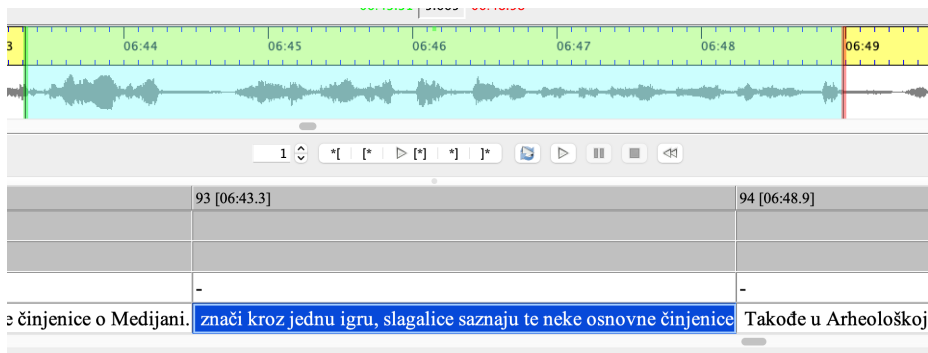 3 06:44 06:45 06:46 06:47 06:48 06:49
1 *[ [* [*] *] ]*
93 [06:43.3] 94 [06:48.9]
- -
činjenice o Medijani. znači kroz jednu igru, slagalice saznaju te neke osnovne činjenice Takođe u Arheološkoj